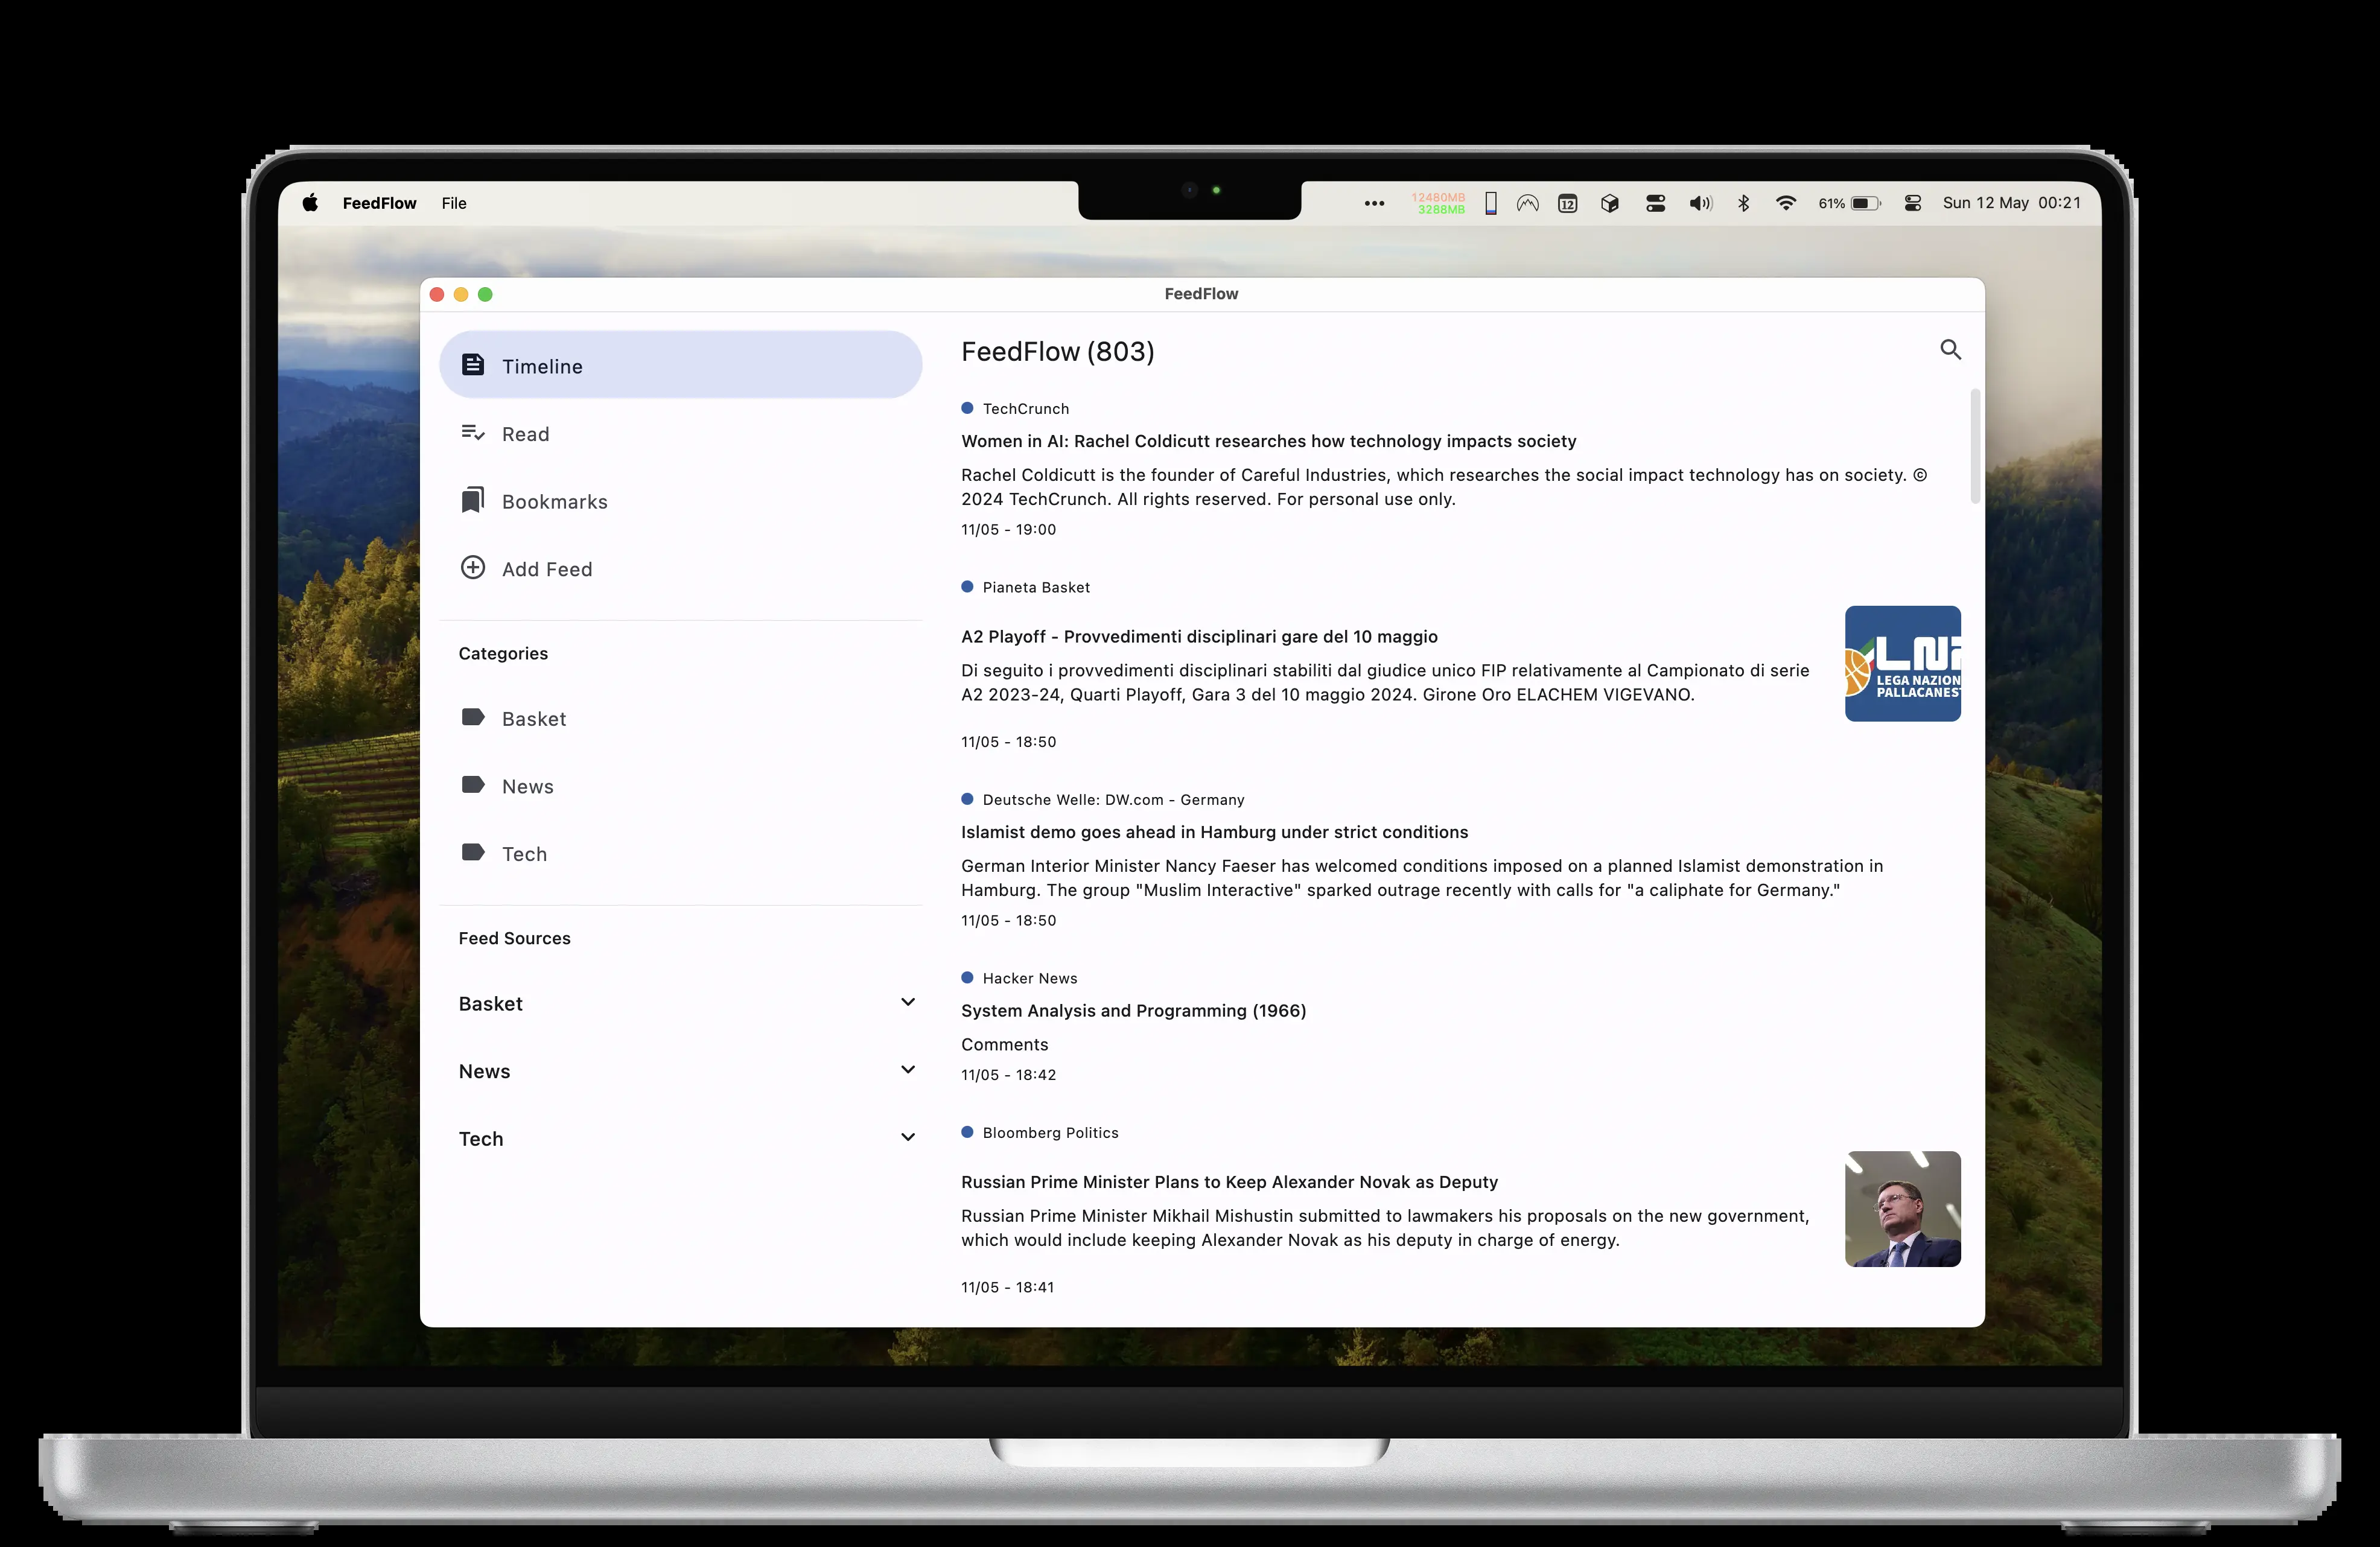 FeedFlow File
12480MB
3288MB
12
61%
Sun 12 May 00:21
FeedFlow
Timeline
Read
Bookmarks
Add Feed
Categories
Basket
News
Tech
Feed Sources
Basket
News
Tech
FeedFlow (803)
TechCrunch
Women in AI: Rachel Coldicutt researches how technology impacts society
Rachel Coldicutt is the founder of Careful Industries, which researches the social impact technology has on society. ©
2024 TechCrunch. All rights reserved. For personal use only.
11/05 - 19:00
Pianeta Basket
A2 Playoff - Provvedimenti disciplinari gare del 10 maggio
Di seguito i provvedimenti disciplinari stabiliti dal giudice unico FIP relativamente al Campionato di serie
A2 2023-24, Quarti Playoff, Gara 3 del 10 maggio 2024. Girone Oro ELACHEM VIGEVANO.
11/05 - 18:50
LEGA NAZION
PALLACANES
Deutsche Welle: DW.com - Germany
Islamist demo goes ahead in Hamburg under strict conditions
German Interior Minister Nancy Faeser has welcomed conditions imposed on a planned Islamist demonstration in
Hamburg. The group "Muslim Interactive" sparked outrage recently with calls for "a caliphate for Germany."
11/05 - 18:50
Hacker News
System Analysis and Programming (1966)
Comments
11/05 - 18:42
Bloomberg Politics
Russian Prime Minister Plans to Keep Alexander Novak as Deputy
Russian Prime Minister Mikhail Mishustin submitted to lawmakers his proposals on the new government,
which would include keeping Alexander Novak as his deputy in charge of energy.
11/05 - 18:41